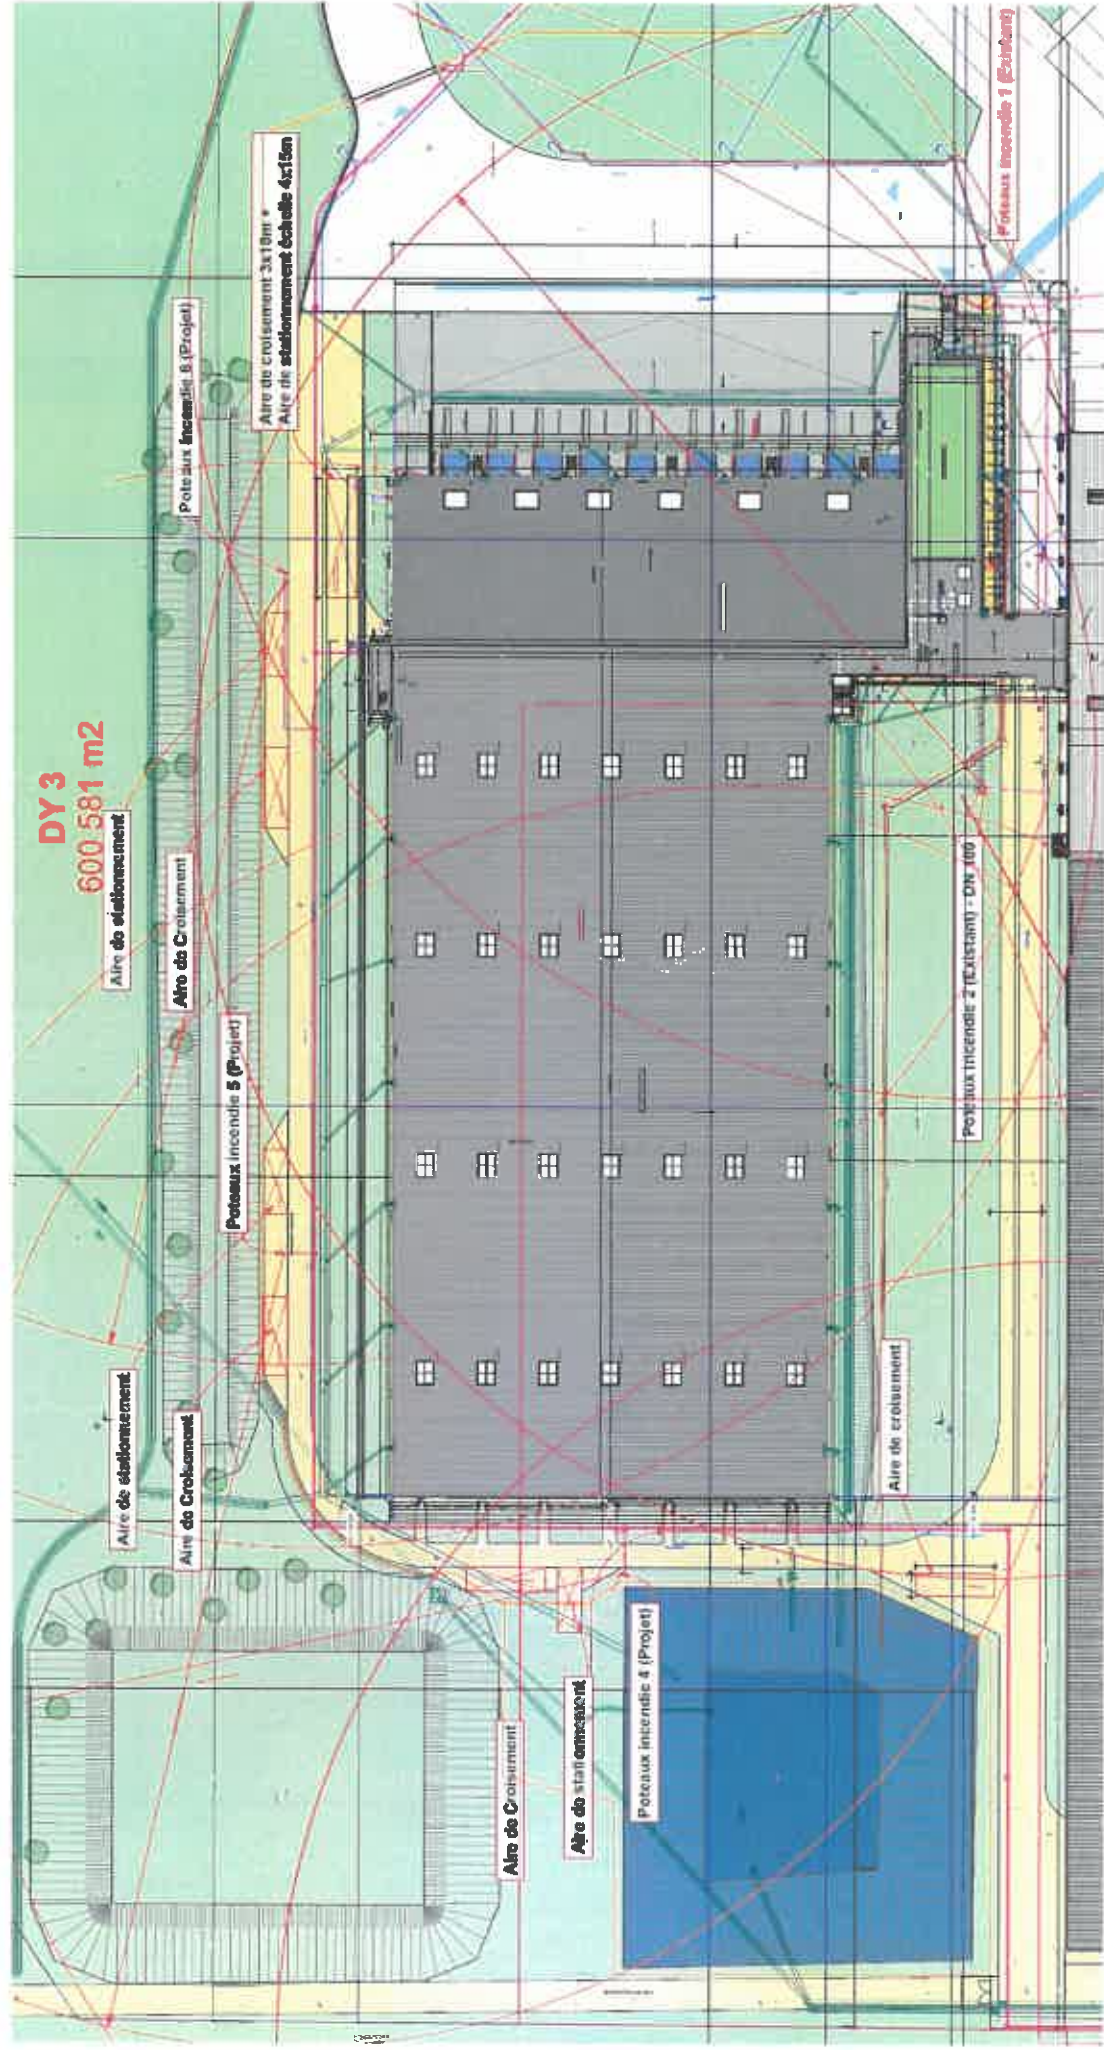 DY 3
600 581 m2
Aire de stationnement
Aire de Croisement
Poteaux incendie 6 (Projet)
Aire de croisement 3x18m +
Aire de stationnement échelle 4x15m
Poteaux incendie 1 (Existant)
Poteaux incendie 5 (Projet)
Poteaux incendie 2 (Existant) - DN 100
Aire de stationnement
Aire de Croisement
Aire de croisement
Aire de Croisement
Aire de stationnement
Poteaux incendie 4 (Projet)